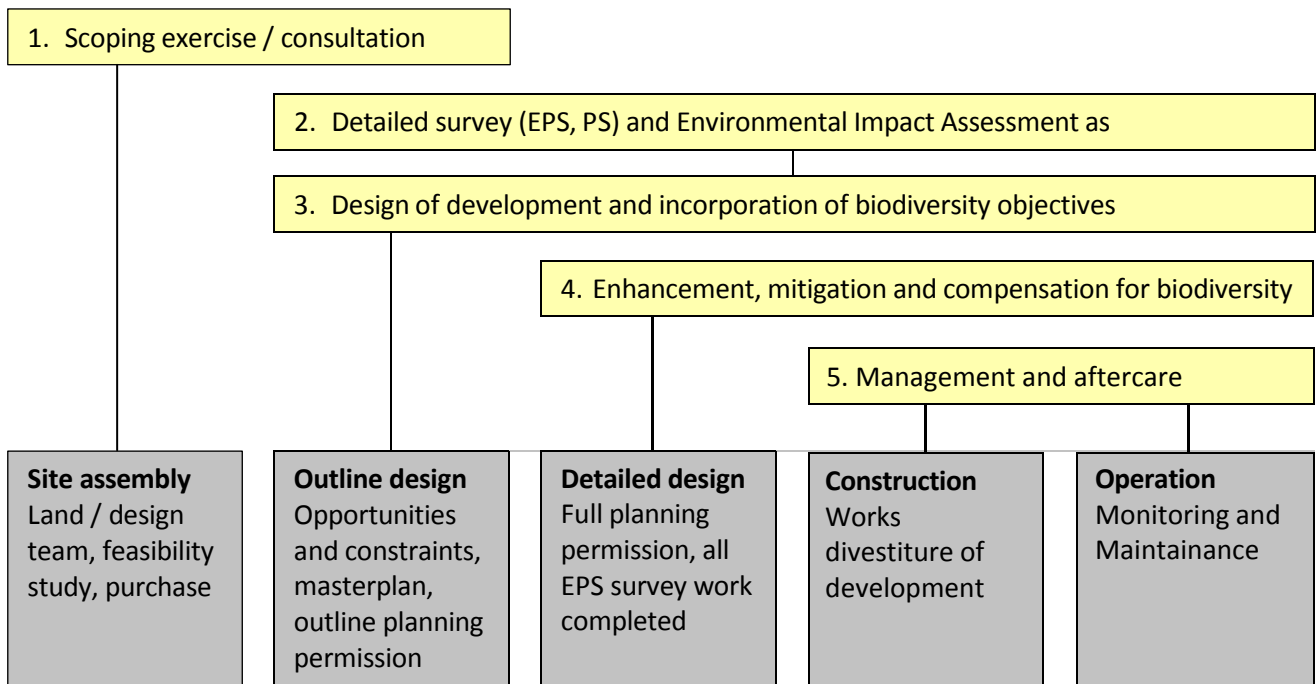 1. Scoping exercise / consultation
2. Detailed survey (EPS, PS) and Environmental Impact Assessment as
3. Design of development and incorporation of biodiversity objectives
4. Enhancement, mitigation and compensation for biodiversity
5. Management and aftercare
Site assembly
Land / design
team, feasibility
study, purchase
Outline design
Opportunities
and constraints,
masterplan,
outline planning
permission
Detailed design
Full planning
permission, all
EPS survey work
completed
Construction
Works
divestiture of
development
Operation
Monitoring and
Maintainance